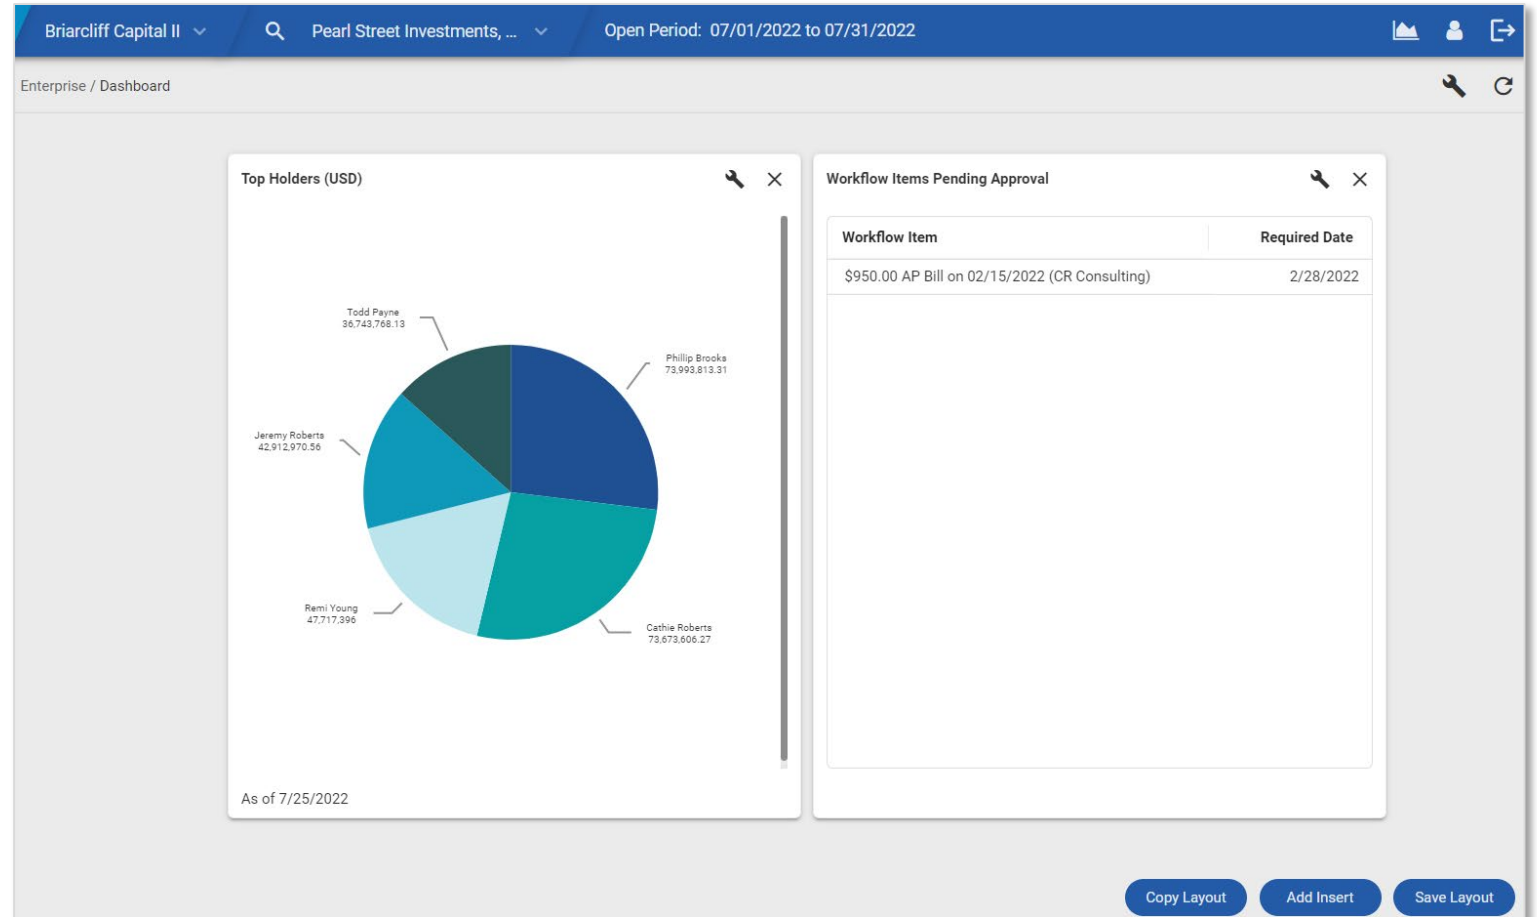 Briarcliff Capital II
Pearl Street Investments, ...
Open Period: 07/01/2022 to 07/31/2022
Enterprise / Dashboard
Top Holders (USD)
Todd Payne
36,743,768.13
Phillip Brooks
73,993,813.31
Jeremy Roberts
42,912,970.56
Remi Young
47,717,396
Cathie Roberts
73,673,606.27
As of 7/25/2022
Workflow Items Pending Approval
Workflow Item Required Date
$950.00 AP Bill on 02/15/2022 (CR Consulting) 2/28/2022
Copy Layout
Add Insert
Save Layout